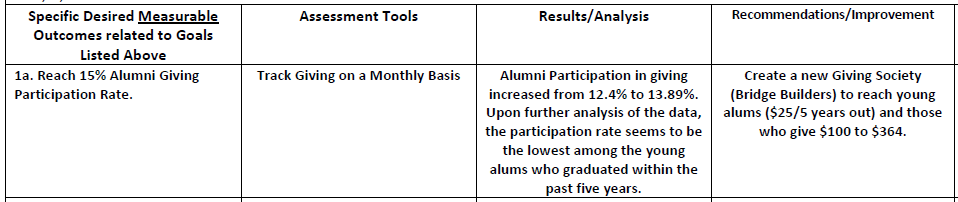 Specific Desired Measurable
Outcomes related to Goals
Listed Above
Assessment Tools
Results/Analysis
Recommendations/Improvement
1a. Reach 15% Alumni Giving
Participation Rate.
Track Giving on a Monthly Basis
Alumni Participation in giving
increased from 12.4% to 13.89%.
Upon further analysis of the data,
the participation rate seems to be
the lowest among the young
alums who graduated within the
past five years.
Create a new Giving Society
(Bridge Builders) to reach young
alums ($25/5 years out) and those
who give $100 to $364.